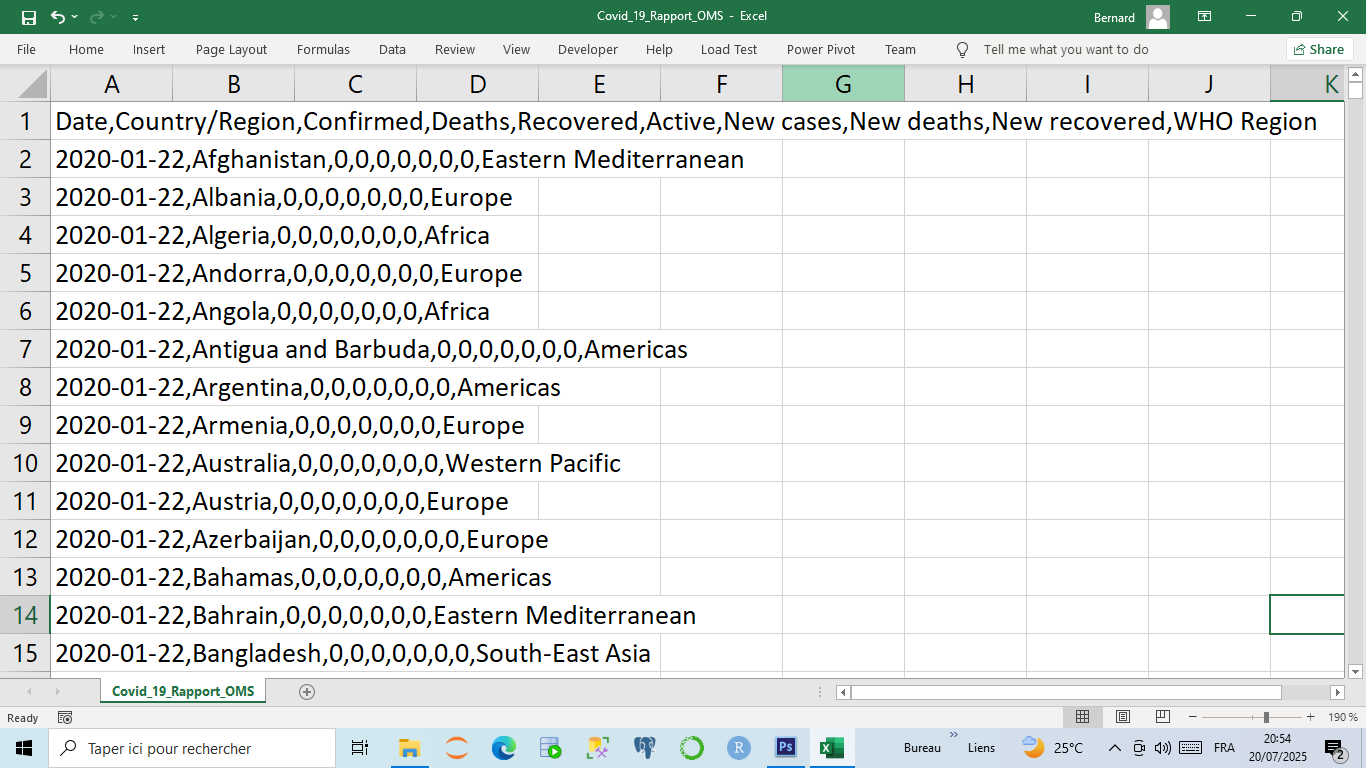 Covid_19_Rapport_OMS - Excel
Bernard
File Home Insert Page Layout Formulas Data Review View Developer Help Load Test Power Pivot Team Tell me what you want to do Share
A B C D E F G H I J K
1 Date,Country/Region,Confirmed,Deaths,Recovered,Active,New cases,New deaths,New recovered,WHO Region
2 2020-01-22,Afghanistan,0,0,0,0,0,0,0,Eastern Mediterranean
3 2020-01-22,Albania,0,0,0,0,0,0,0,Europe
4 2020-01-22,Algeria,0,0,0,0,0,0,0,Africa
5 2020-01-22,Andorra,0,0,0,0,0,0,0,Europe
6 2020-01-22,Angola,0,0,0,0,0,0,0,Africa
7 2020-01-22,Antigua and Barbuda,0,0,0,0,0,0,0,Americas
8 2020-01-22,Argentina,0,0,0,0,0,0,0,Americas
9 2020-01-22,Armenia,0,0,0,0,0,0,0,Europe
10 2020-01-22,Australia,0,0,0,0,0,0,0,Western Pacific
11 2020-01-22,Austria,0,0,0,0,0,0,0,Europe
12 2020-01-22,Azerbaijan,0,0,0,0,0,0,0,Europe
13 2020-01-22,Bahamas,0,0,0,0,0,0,0,Americas
14 2020-01-22,Bahrain,0,0,0,0,0,0,0,Eastern Mediterranean
15 2020-01-22,Bangladesh,0,0,0,0,0,0,0,South-East Asia
Covid_19_Rapport_OMS
Ready
190 %
Taper ici pour rechercher
R
Ps
X
Bureau
Liens
25°C
FRA
20:54
20/07/2025
2